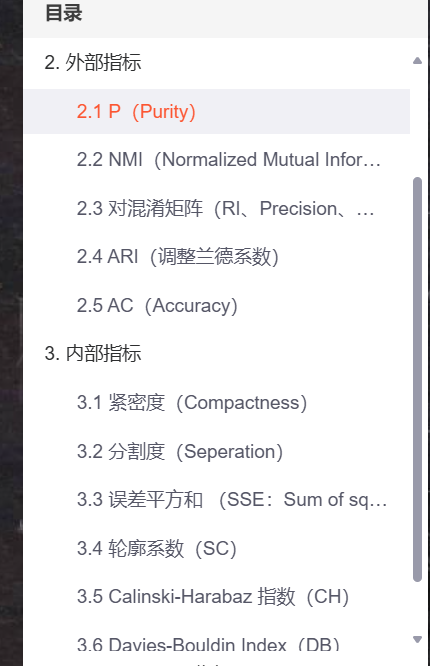 目录
2. 外部指标
2.1 P（Purity）
2.2 NMI（Normalized Mutual Infor…
2.3 对混淆矩阵（RI、Precision、…
2.4 ARI（调整兰德系数）
2.5 AC（Accuracy）
3. 内部指标
3.1 紧密度（Compactness）
3.2 分割度（Seperation）
3.3 误差平方和 （SSE：Sum of sq…
3.4 轮廓系数（SC）
3.5 Calinski-Harabaz 指数（CH）
3.6 Davies-Bouldin Index（DB）